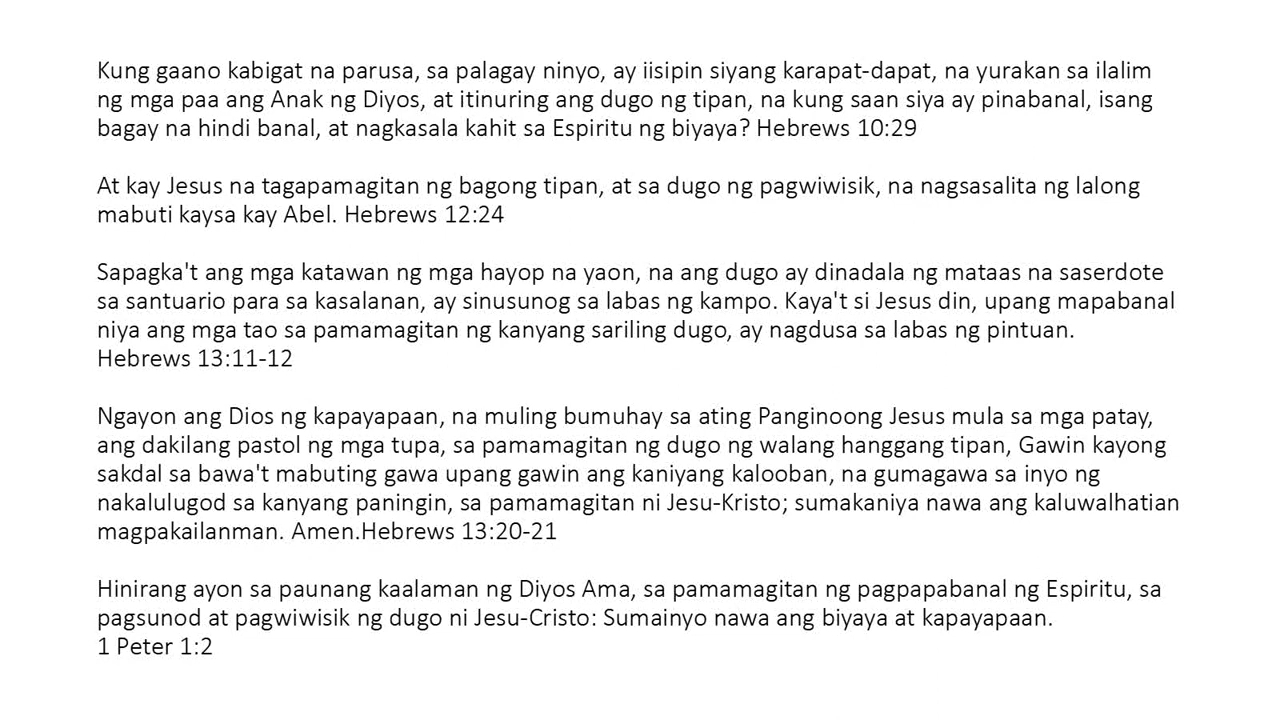 Kung gaano kabigat na parusa, sa palagay ninyo, ay iisipin siyang karapat-dapat, na yurakan sa ilalim
ng mga paa ang Anak ng Diyos, at itinuring ang dugo ng tipan, na kung saan siya ay pinabanal, isang
bagay na hindi banal, at nagkasala kahit sa Espiritu ng biyaya? Hebrews 10:29
At kay Jesus na tagapamagitan ng bagong tipan, at sa dugo ng pagwiwisik, na nagsasalita ng lalong
mabuti kaysa kay Abel. Hebrews 12:24
Sapagka't ang mga katawan ng mga hayop na yaon, na ang dugo ay dinadala ng mataas na saserdote
sa santuario para sa kasalanan, ay sinusunog sa labas ng kampo. Kaya't si Jesus din, upang mapabanal
niya ang mga tao sa pamamagitan ng kanyang sariling dugo, ay nagdusa sa labas ng pintuan.
Hebrews 13:11-12
Ngayon ang Dios ng kapayapaan, na muling bumuhay sa ating Panginoong Jesus mula sa mga patay,
ang dakilang pastol ng mga tupa, sa pamamagitan ng dugo ng walang hanggang tipan, Gawin kayong
sakdal sa bawa't mabuting gawa upang gawin ang kaniyang kalooban, na gumagawa sa inyo ng
nakalulugod sa kanyang paningin, sa pamamagitan ni Jesu-Kristo; sumakaniya nawa ang kaluwalhatian
magpakailanman. Amen.Hebrews 13:20-21
Hinirang ayon sa paunang kaalaman ng Diyos Ama, sa pamamagitan ng pagpapabanal ng Espiritu, sa
pagsunod at pagwiwisik ng dugo ni Jesu-Cristo: Sumainyo nawa ang biyaya at kapayapaan.
1 Peter 1:2